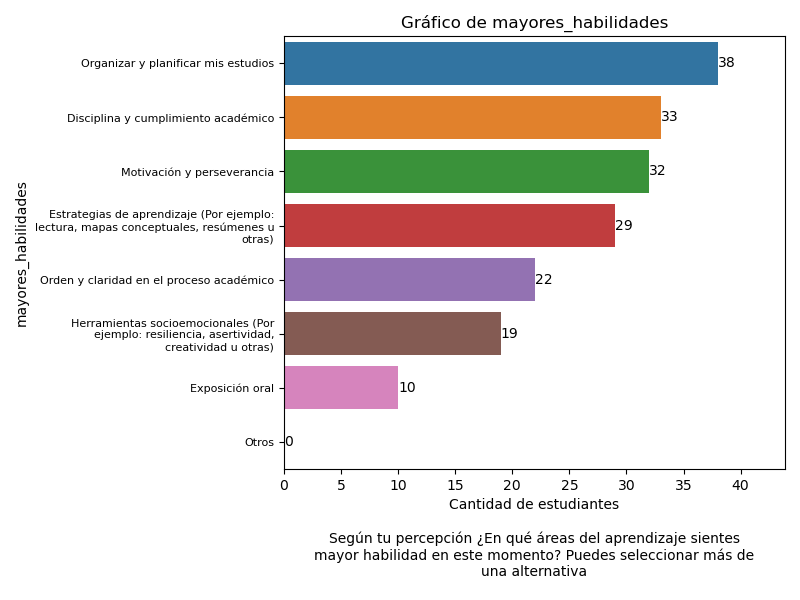 Gráfico de mayores_habilidades
mayores_habilidades
Organizar y planificar mis estudios
38
Disciplina y cumplimiento académico
33
Motivación y perseverancia
32
Estrategias de aprendizaje (Por ejemplo:
lectura, mapas conceptuales, resúmenes u
otras)
29
Orden y claridad en el proceso académico
22
Herramientas socioemocionales (Por
ejemplo: resiliencia, asertividad,
creatividad u otras)
19
Exposición oral
10
Otros
0
0 5 10 15 20 25 30 35 40
Cantidad de estudiantes
Según tu percepción ¿En qué áreas del aprendizaje sientes
mayor habilidad en este momento? Puedes seleccionar más de
una alternativa